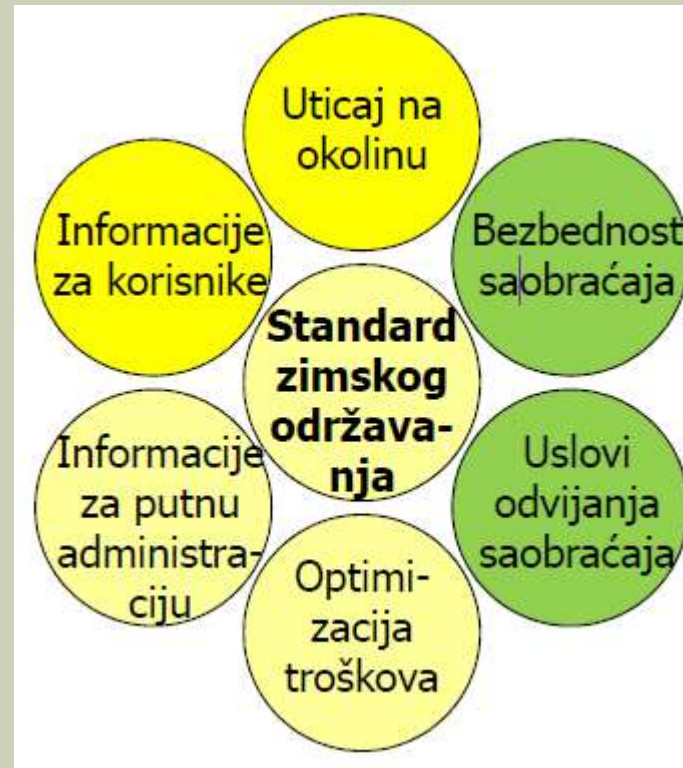 Uticaj na
okolinu
Informacije
za korisnike
Bezbednost
saobraćaja
Standard
zimskog
održava-
nja
Informacije
za putnu
administra-
ciju
Uslovi
odvijanja
saobraćaja
Optimi-
zacija
troškova